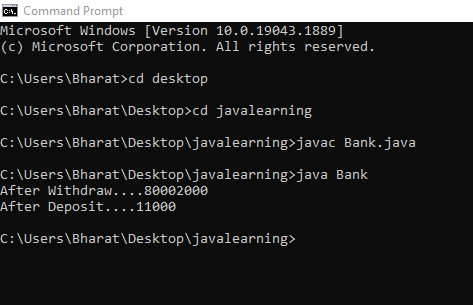 Command Prompt
Microsoft Windows [Version 10.0.19043.1889]
(c) Microsoft Corporation. All rights reserved.
C:\Users\Bharat>cd desktop
C:\Users\Bharat\Desktop>cd javalearning
C:\Users\Bharat\Desktop\javalearning>javac Bank.java
C:\Users\Bharat\Desktop\javalearning>java Bank
After Withdraw....80002000
After Deposit....11000
C:\Users\Bharat\Desktop\javalearning>